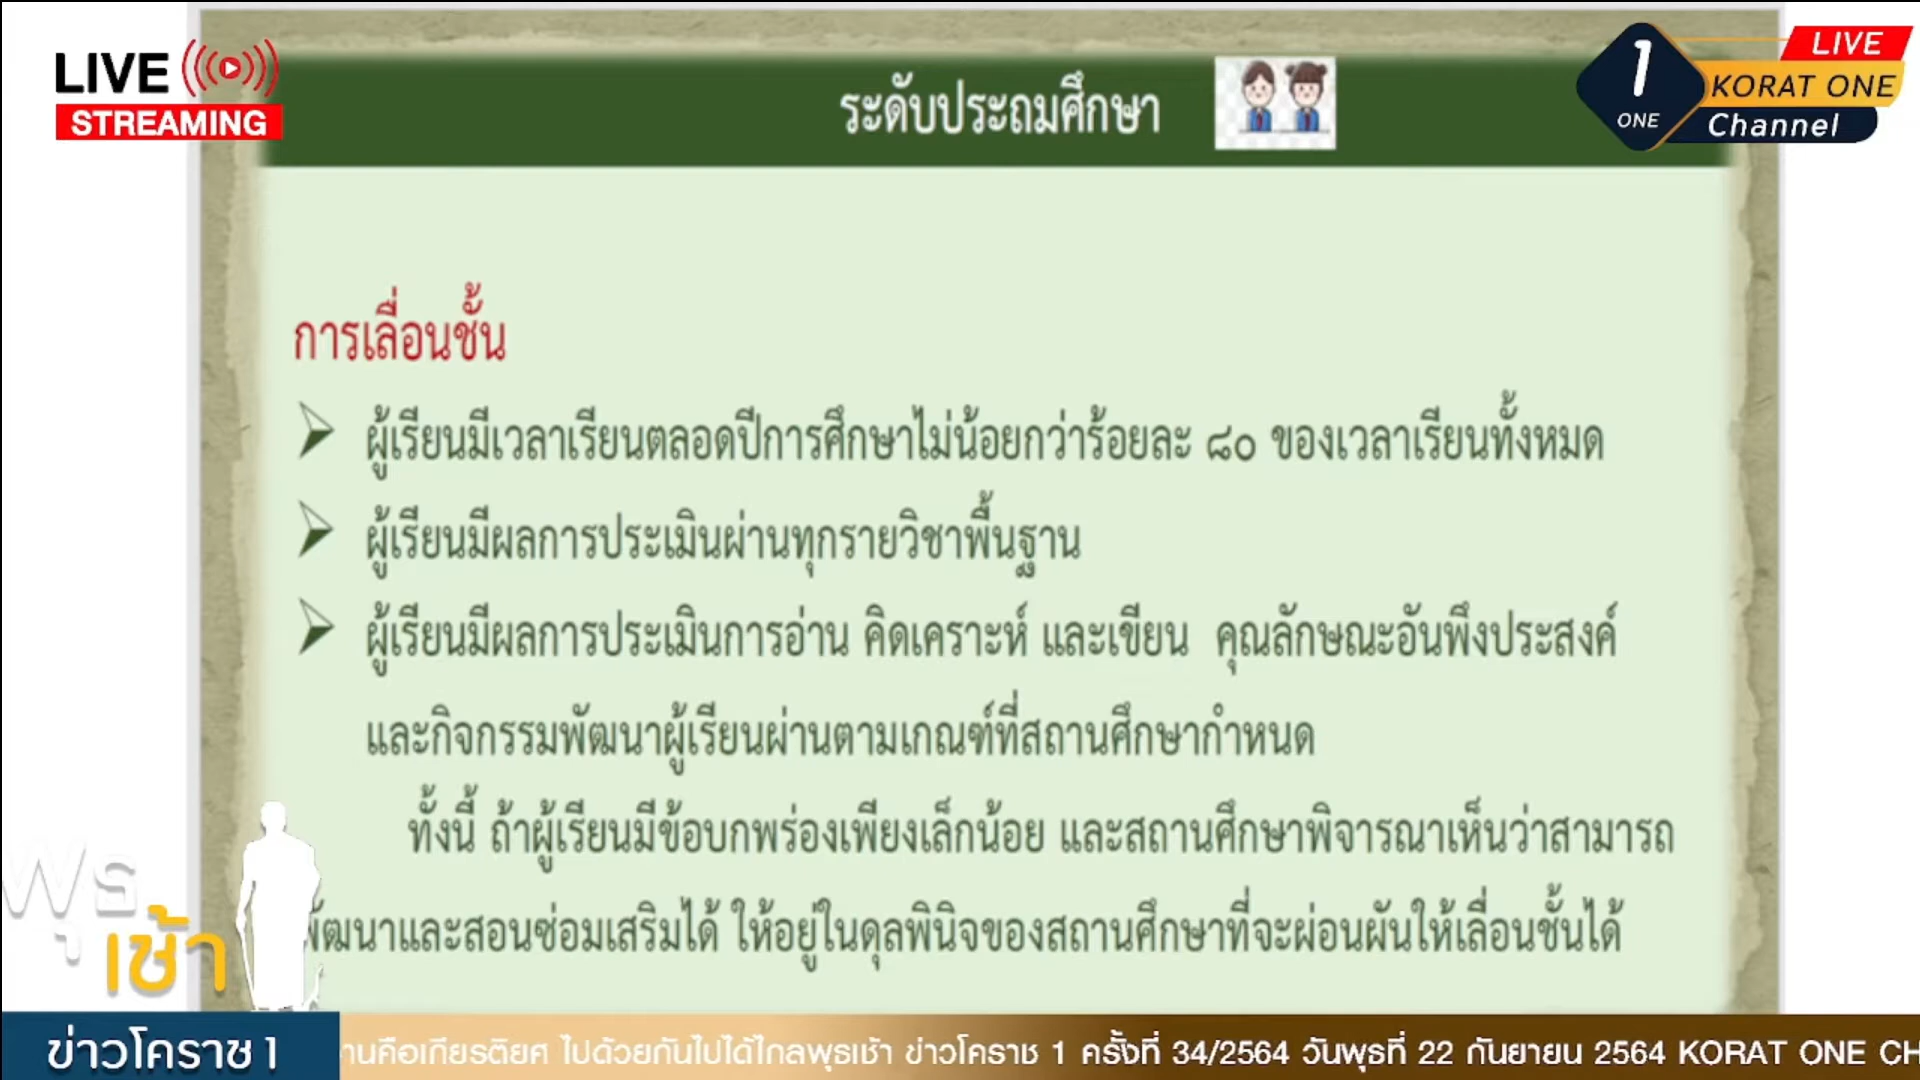 LIVE
STREAMING
ระดับประถมศึกษา
LIVE
1
ONE
KORAT ONE
Channel
การเลื่อนชั้น
ผู้เรียนมีเวลาเรียนตลอดปีการศึกษาไม่น้อยกว่าร้อยละ ๘๐ ของเวลาเรียนทั้งหมด
ผู้เรียนมีผลการประเมินผ่านทุกรายวิชาพื้นฐาน
ผู้เรียนมีผลการประเมินการอ่าน คิดเคราะห์ และเขียน คุณลักษณะอันพึงประสงค์
และกิจกรรมพัฒนาผู้เรียนผ่านตามเกณฑ์ที่สถานศึกษากำหนด
ทั้งนี้ ถ้าผู้เรียนมีข้อบกพร่องเพียงเล็กน้อย และสถานศึกษาพิจารณาเห็นว่าสามารถ
พัฒนาและสอนซ่อมเสริมได้ ให้อยู่ในดุลพินิจของสถานศึกษาที่จะผ่อนผันให้เลื่อนชั้นได้
พุธ
เช้า
ข่าวโคราช 1
านคือเกียรติยศ ไปด้วยกันไปได้ไกลพุธเช้า ข่าวโคราช 1 ครั้งที่ 34/2564 วันพุธที่ 22 กันยายน 2564 KORAT ONE CH